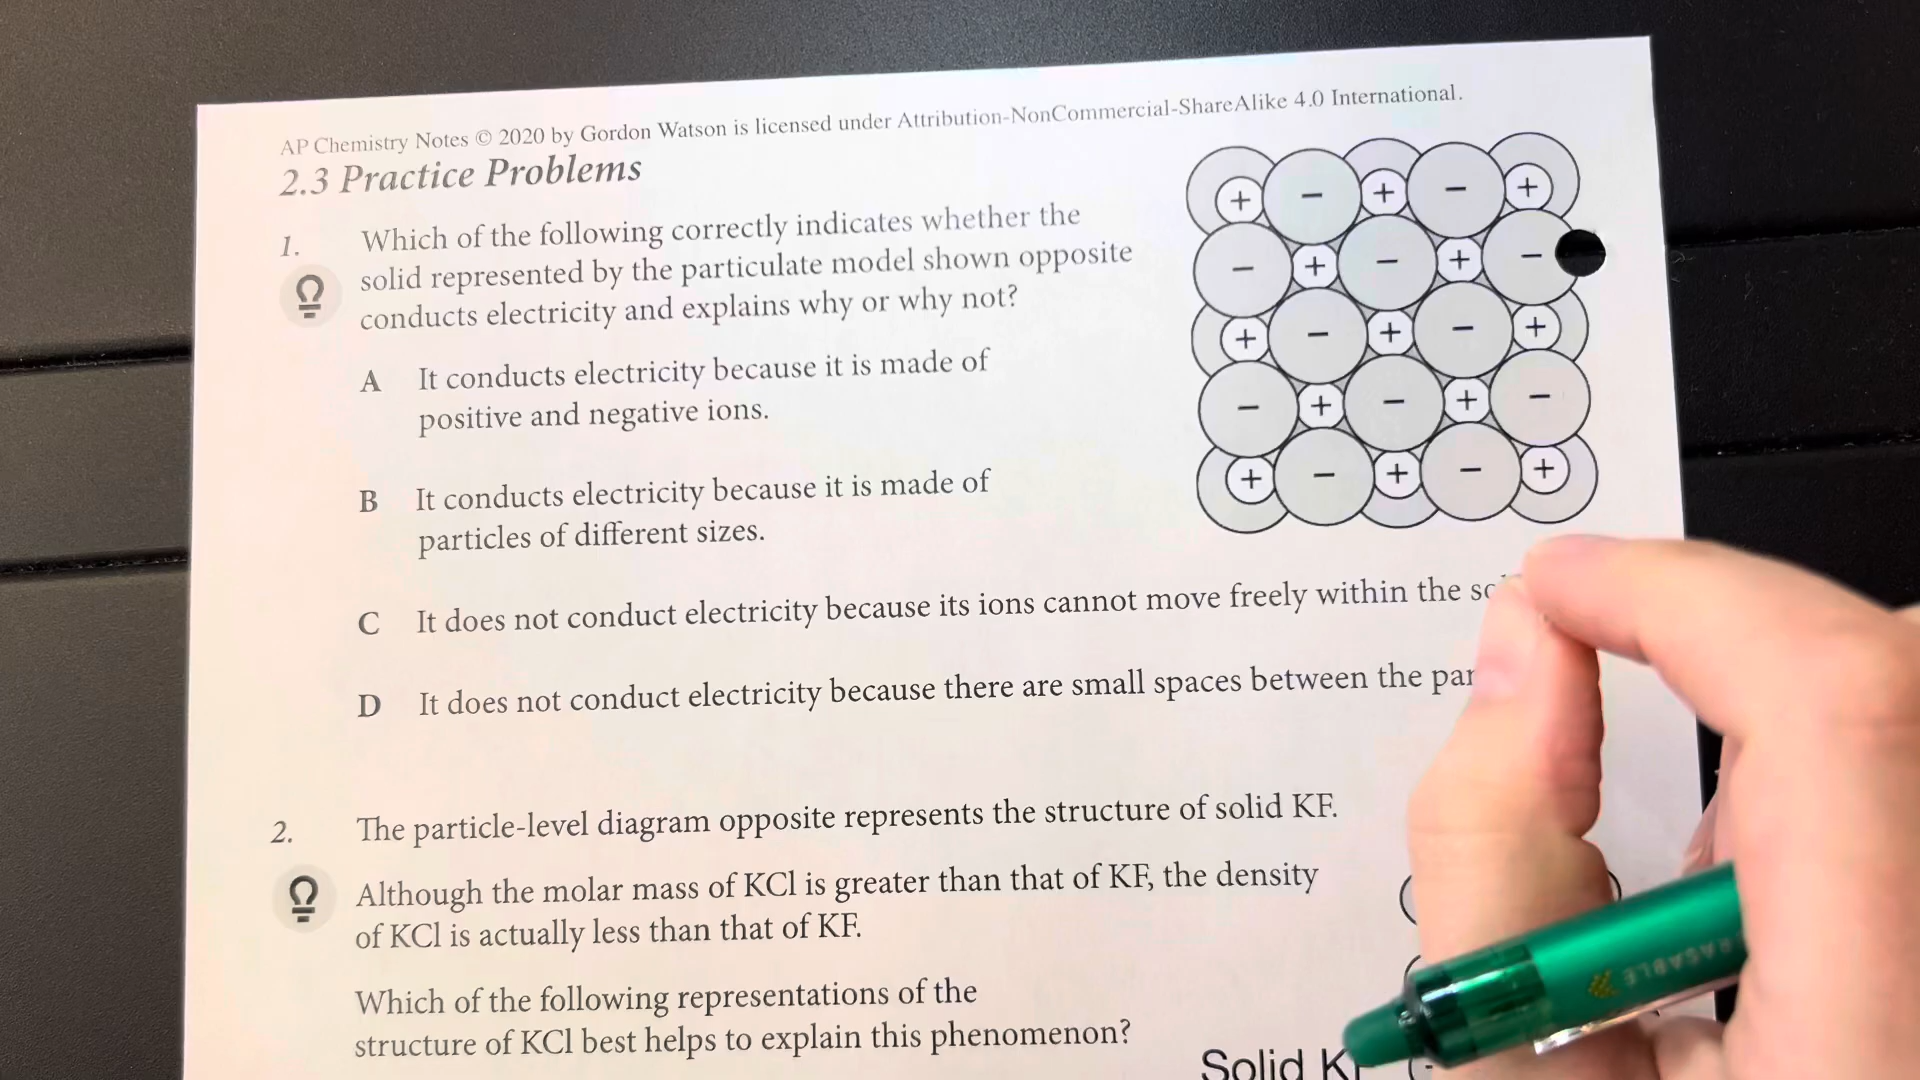 AP Chemistry Notes © 2020 by Gordon Watson is licensed under Attribution-NonCommercial-ShareAlike 4.0 International.
2.3 Practice Problems
1. Which of the following correctly indicates whether the
solid represented by the particulate model shown opposite
conducts electricity and explains why or why not?
+ - + - +
- + - + -
+ - + - +
- + - + -
+ - + - +
A It conducts electricity because it is made of
positive and negative ions.
B It conducts electricity because it is made of
particles of different sizes.
C It does not conduct electricity because its ions cannot move freely within the
D It does not conduct electricity because there are small spaces between the
2. The particle-level diagram opposite represents the structure of solid KF.
Although the molar mass of KCl is greater than that of KF, the density
of KCl is actually less than that of KF.
Which of the following representations of the
structure of KCl best helps to explain this phenomenon?
Solid
ERASABLE